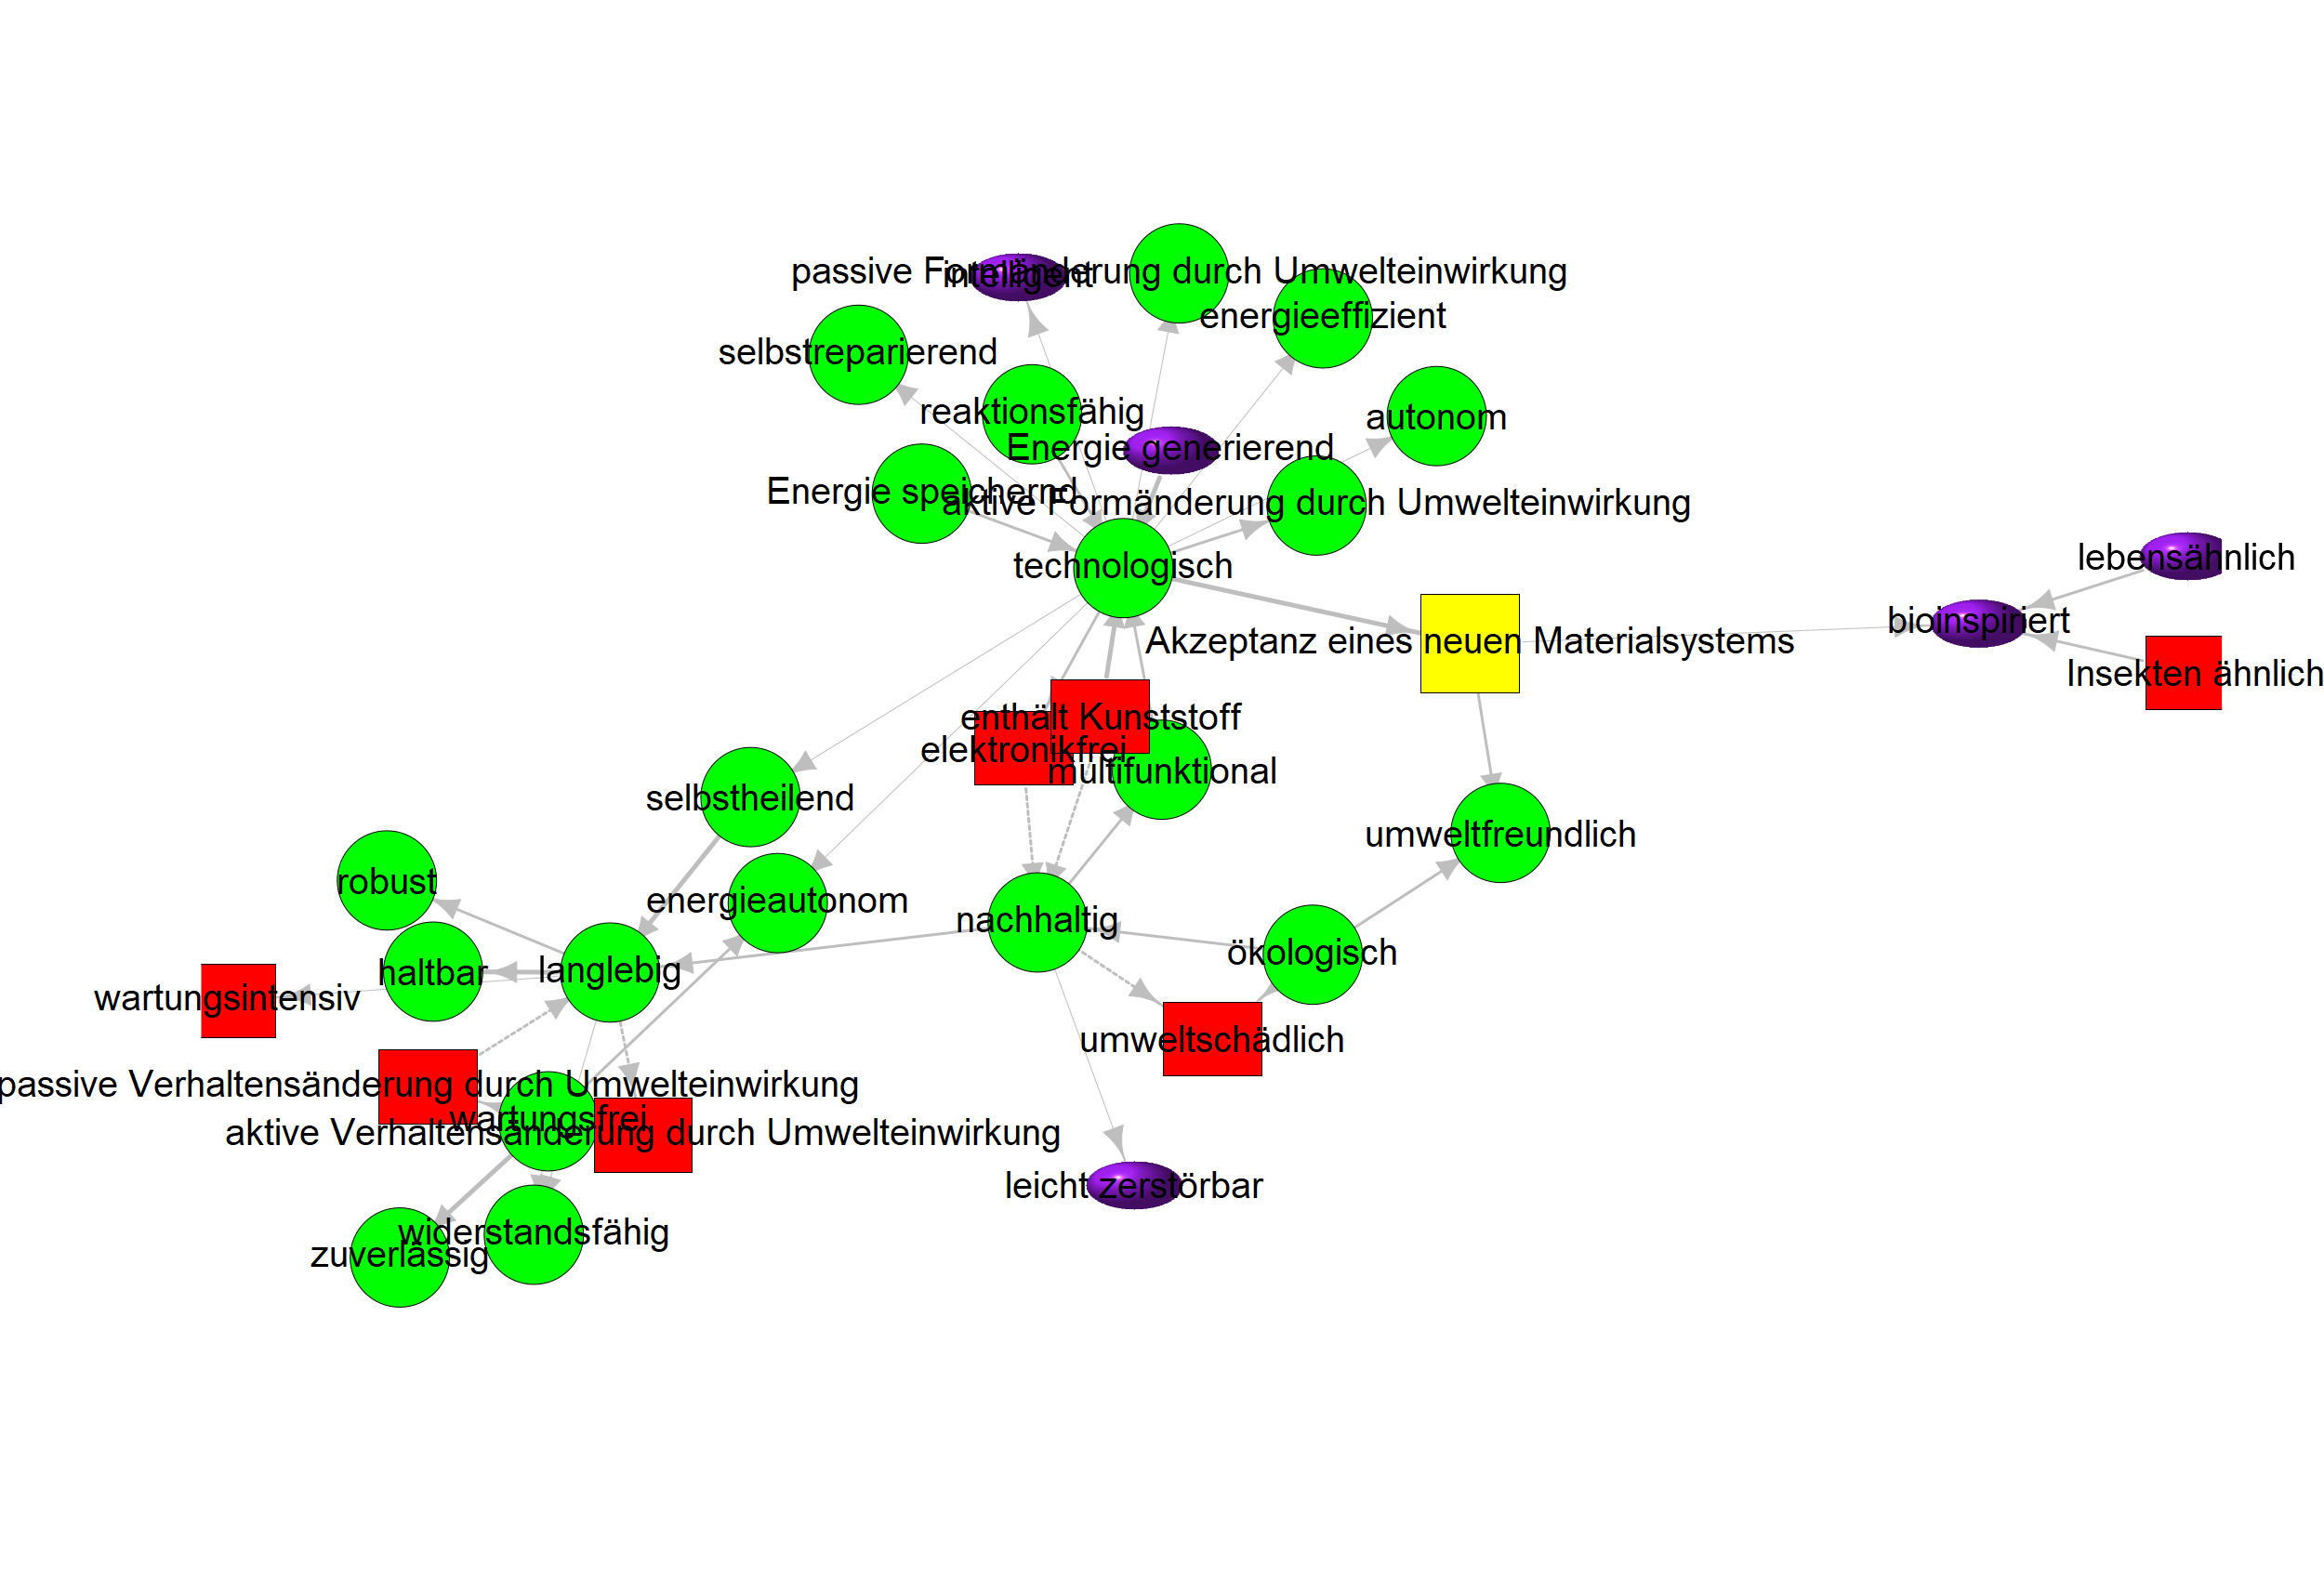 passive Formänderung durch Umwelteinwirkung
intelligent
energieeffizient
selbstreparierend
reaktionsfähig
autonom
Energie generierend
Energie speichernd
aktive Formänderung durch Umwelteinwirkung
lebensähnlich
technologisch
bioinspiriert
Akzeptanz eines neuen Materialsystems
Insekten ähnlich
enthält Kunststoff
elektronikfrei
multifunktional
selbstheilend
umweltfreundlich
robust
energieautonom
nachhaltig
ökologisch
haltbar
langlebig
wartungsintensiv
umweltschädlich
passive Verhaltensänderung durch Umwelteinwirkung
wartungsfrei
aktive Verhaltensänderung durch Umwelteinwirkung
leicht zerstörbar
widerstandsfähig
zuverlässig